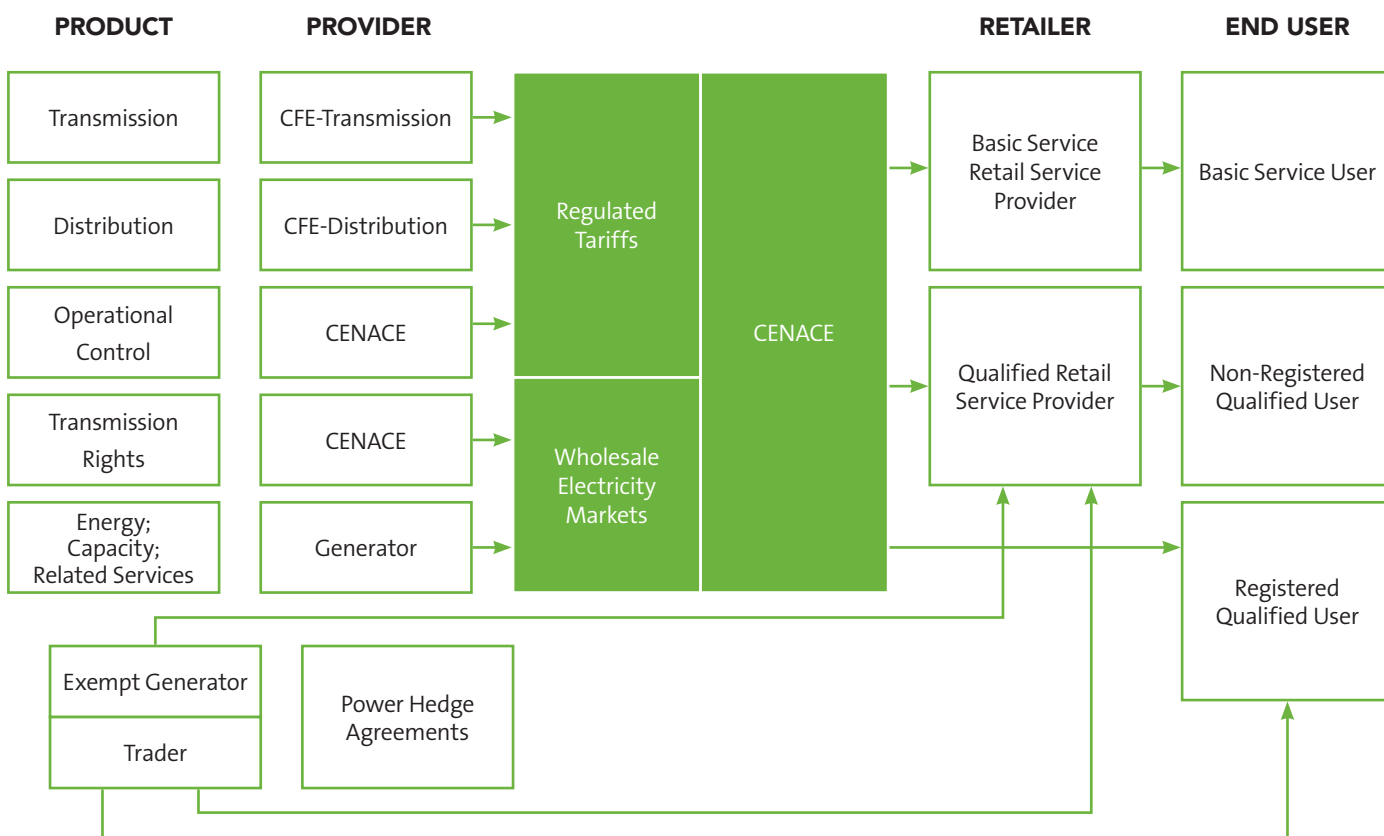 PRODUCT
PROVIDER
RETAILER
END USER
Transmission
CFE-Transmission
Distribution
CFE-Distribution
Operational
Control
CENACE
Transmission
Rights
CENACE
Energy;
Capacity;
Related Services
Generator
Regulated
Tariffs
Wholesale
Electricity
Markets
CENACE
Basic Service
Retail Service
Provider
Basic Service User
Qualified Retail
Service Provider
Non-Registered
Qualified User
Registered
Qualified User
Exempt Generator
Trader
Power Hedge
Agreements